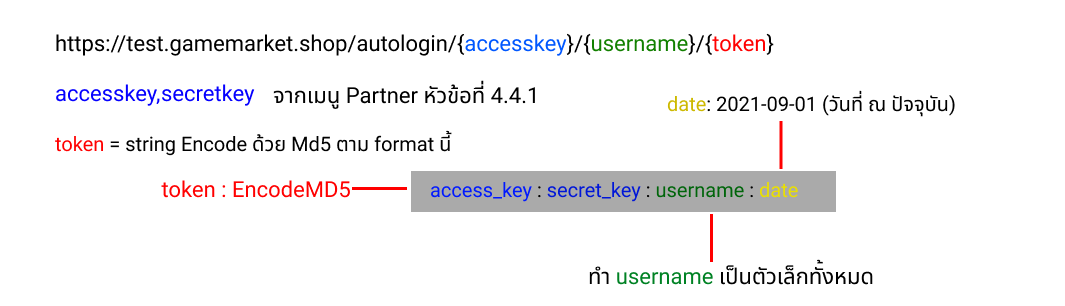 https://test.gamemarket.shop/autologin/{accesskey}/{username}/{token}
accesskey,secretkey จากเมนู Partner หัวข้อที่ 4.4.1
date: 2021-09-01 (วันที่ ณ ปัจจุบัน)
token = string Encode ด้วย Md5 ตาม format นี้
token : EncodeMD5 access_key : secret_key : username : date
ทำ username เป็นตัวเล็กทั้งหมด